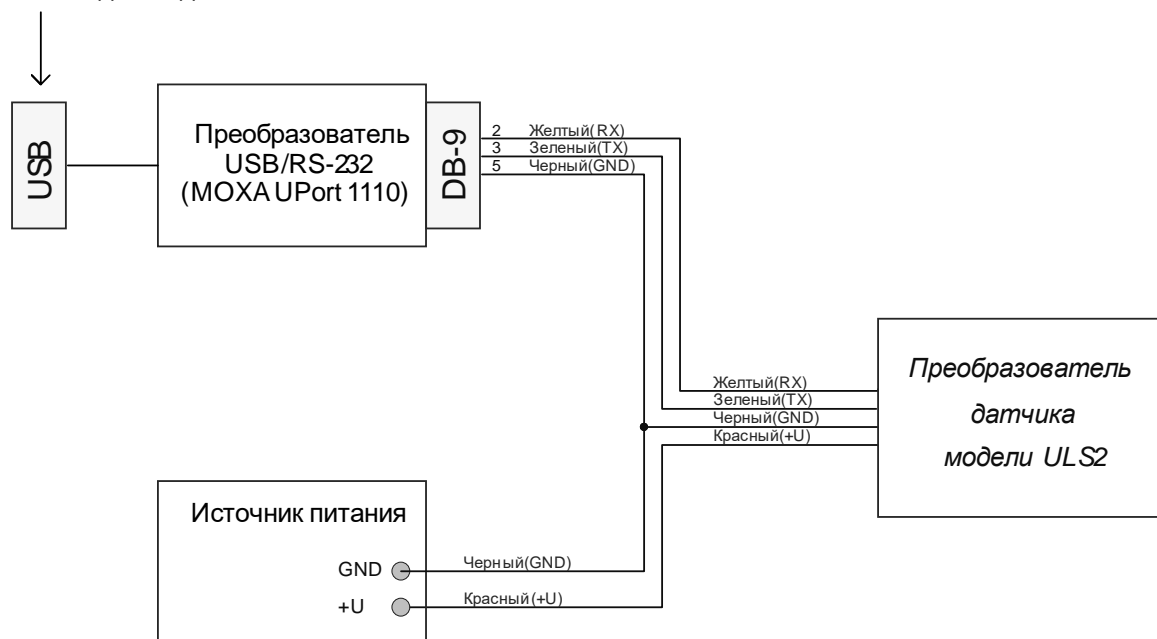 USB
Преобразователь
USB/RS-232
(MOXA UPort 1110)
DB-9
2 Желтый(RX)
3 Зеленый(TX)
5 Черный(GND)
Желтый(RX)
Зеленый(TX)
Черный(GND)
Красный(+U)
Преобразователь
датчика
модели ULS2
Источник питания
GND Черный(GND)
+U Красный(+U)